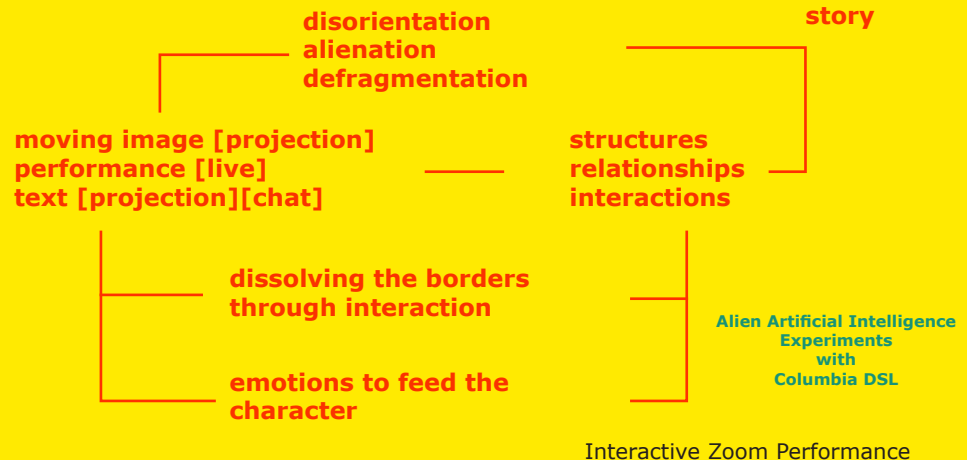 disorientation
alienation
defragmentation
story
moving image [projection]
performance [live]
text [projection][chat]
structures
relationships
interactions
dissolving the borders
through interaction
emotions to feed the
character
Alien Artificial Intelligence
Experiments
with
Columbia DSL
Interactive Zoom Performance